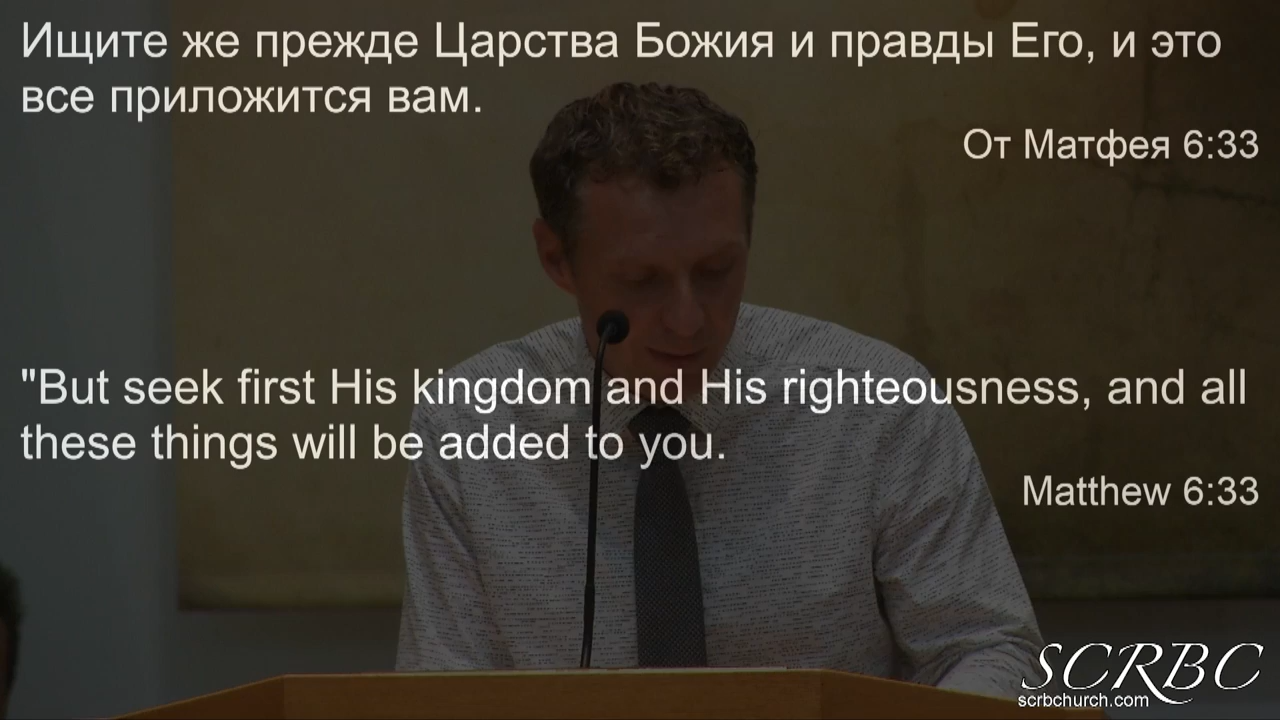 Ищите же прежде Царства Божия и правды Его, и это
все приложится вам.
От Матфея 6:33
"But seek first His kingdom and His righteousness, and all
these things will be added to you.
Matthew 6:33
SCRBC
scrbchurch.com